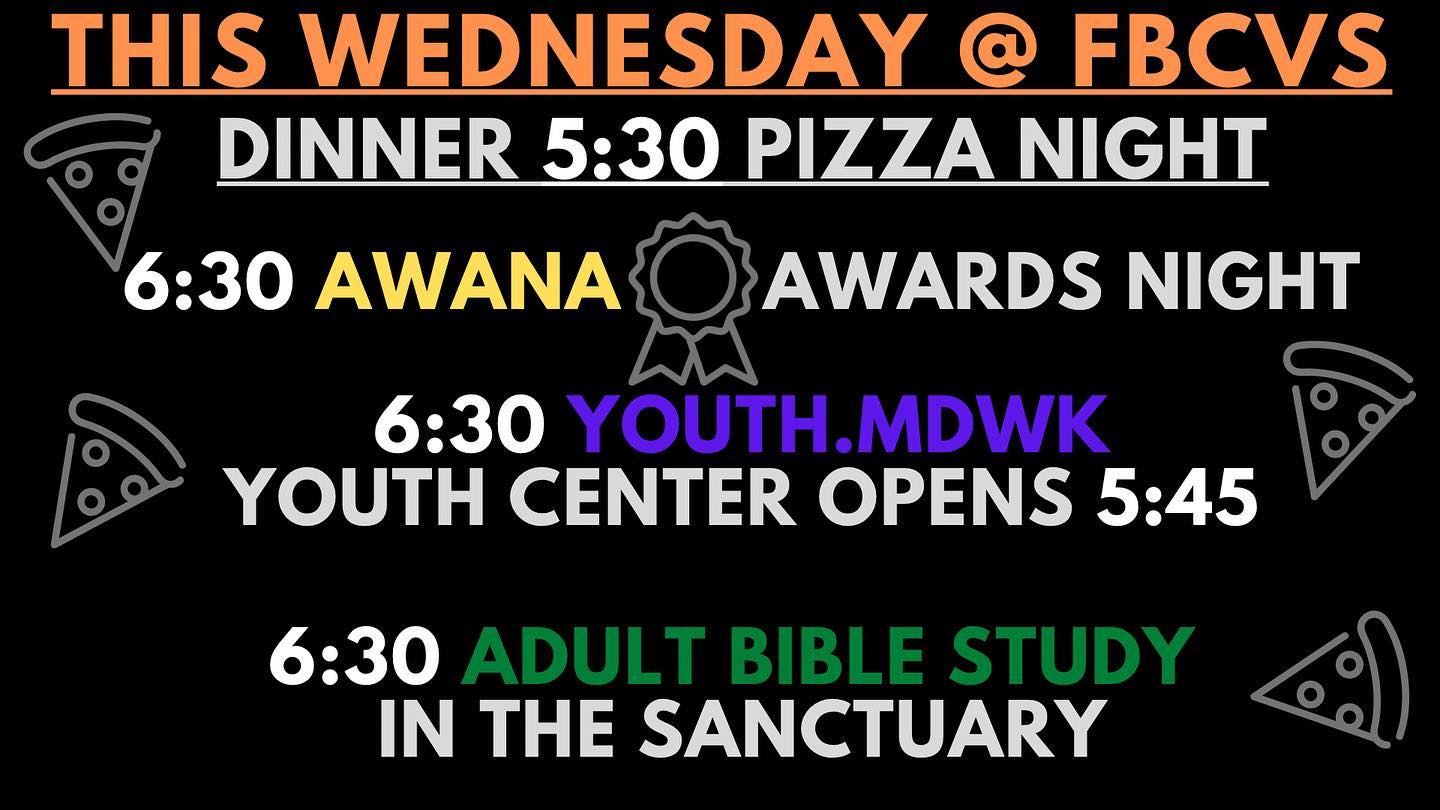 THIS WEDNESDAY @ FBCVS
DINNER 5:30 PIZZA NIGHT
6:30 AWANA AWARDS NIGHT
6:30 YOUTH.MDWK
YOUTH CENTER OPENS 5:45
6:30 ADULT BIBLE STUDY
IN THE SANCTUARY